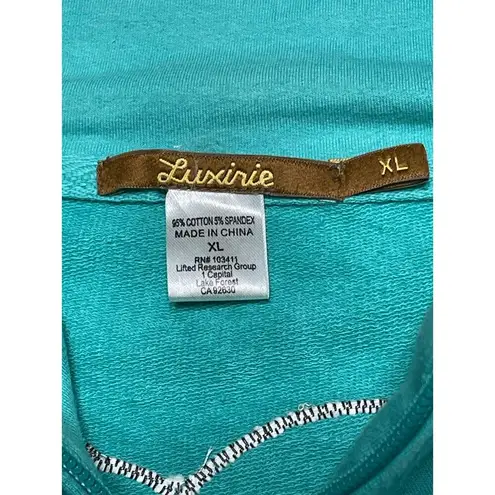 Luxirie
XL
95% COTTON 5% SPANDEX
MADE IN CHINA
XL
RN# 103411
Lifted Research Group
1 Capital
Lake Forest
CA 92630